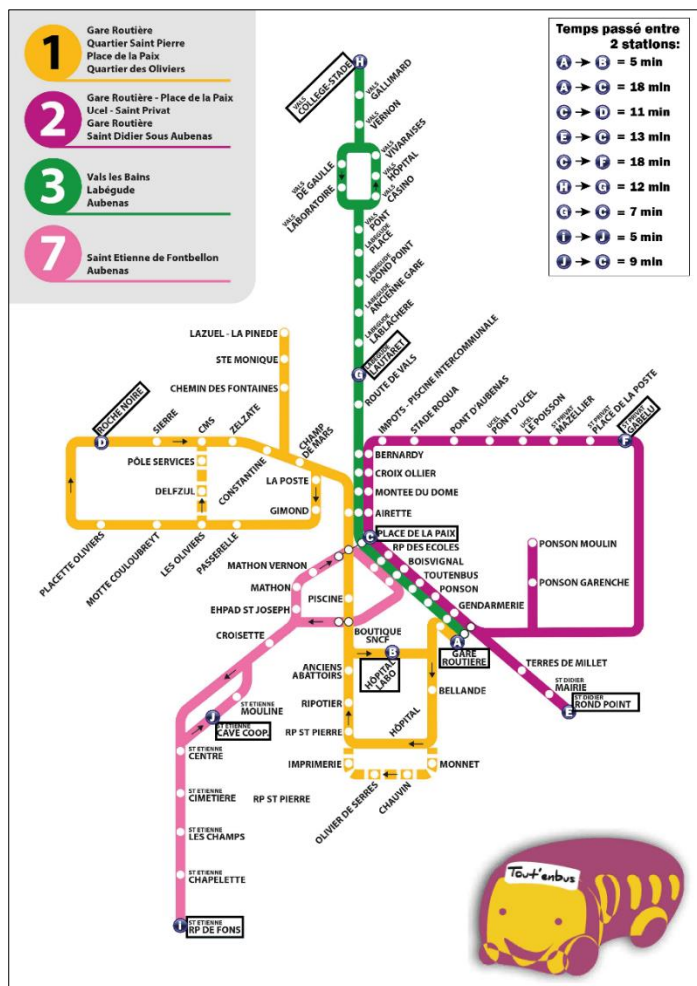 1
Gare Routière
Quartier Saint Pierre
Place de la Paix
Quartier des Oliviers
2
Gare Routière - Place de la Paix
Ucel - Saint Privat
Gare Routière
Saint Didier Sous Aubenas
3
Vals les Bains
Labégude
Aubenas
7
Saint Etienne de Fontbellon
Aubenas
Temps passé entre
2 stations:
A → B = 5 min
A → C = 18 min
C → D = 11 min
E → C = 13 min
C → F = 18 min
H → G = 12 min
G → C = 7 min
i → J = 5 min
J → C = 9 min
H
VALS
COLLEGE-STADE
VALS
GALLIMARD
VALS
VERNON
VALS
VIVARAISES
VALS
HÔPITAL
VALS
CASINO
VALS
DE GAULLE
VALS
LABORATOIRE
VALS
PONT
LABEGUDE
PLACE
LABEGUDE
ROND POINT
LABEGUDE
ANCIENNE GARE
LABEGUDE
LABLACHERE
G
LABEGUDE
LAUTARET
ROUTE DE VALS
LAZUEL - LA PINEDE
STE MONIQUE
CHEMIN DES FONTAINES
ROCHE NOIRE
D
SIERRE
CMS
ZELZATE
CONSTANTINE
CHAMP
DE MARS
PÔLE SERVICES
DELFZIJL
LA POSTE
GIMOND
PLACETTE OLIVIERS
MOTTE COULOUBREYT
LES OLIVIERS
PASSERELLE
IMPOTS - PISCINE INTERCOMMUNALE
STADE ROQUA
PONT D'AUBENAS
UCEL
PONT D'UCEL
UCEL
LE POISSON
ST PRIVAT
MAZELLIER
ST PRIVAT
PLACE DE LA POSTE
ST PRIVAT
GABELU
F
BERNARDY
CROIX OLLIER
MONTEE DU DOME
AIRETTE
C
PLACE DE LA PAIX
RP DES ECOLES
BOISVIGNAL
TOUTENBUS
PONSON
GENDARMERIE
PONSON MOULIN
PONSON GARENCHE
MATHON VERNON
MATHON
EHPAD ST JOSEPH
CROISETTE
PISCINE
BOUTIQUE
SNCF
B
HÔPITAL
LABO
A
GARE
ROUTIERE
TERRES DE MILLET
ST DIDIER
MAIRIE
E
ST DIDIER
ROND POINT
ANCIENS
ABATTOIRS
BELLANDE
RIPOTIER
RP ST PIERRE
HÔPITAL
IMPRIMERIE
MONNET
OLIVIER DE SERRES
CHAUVIN
RP ST PIERRE
ST ETIENNE
MOULINE
J
ST ETIENNE
CAVE COOP.
ST ETIENNE
CENTRE
ST ETIENNE
CIMETIERE
ST ETIENNE
LES CHAMPS
ST ETIENNE
CHAPELETTE
I
ST ETIENNE
RP DE FONS
Tout'enbus